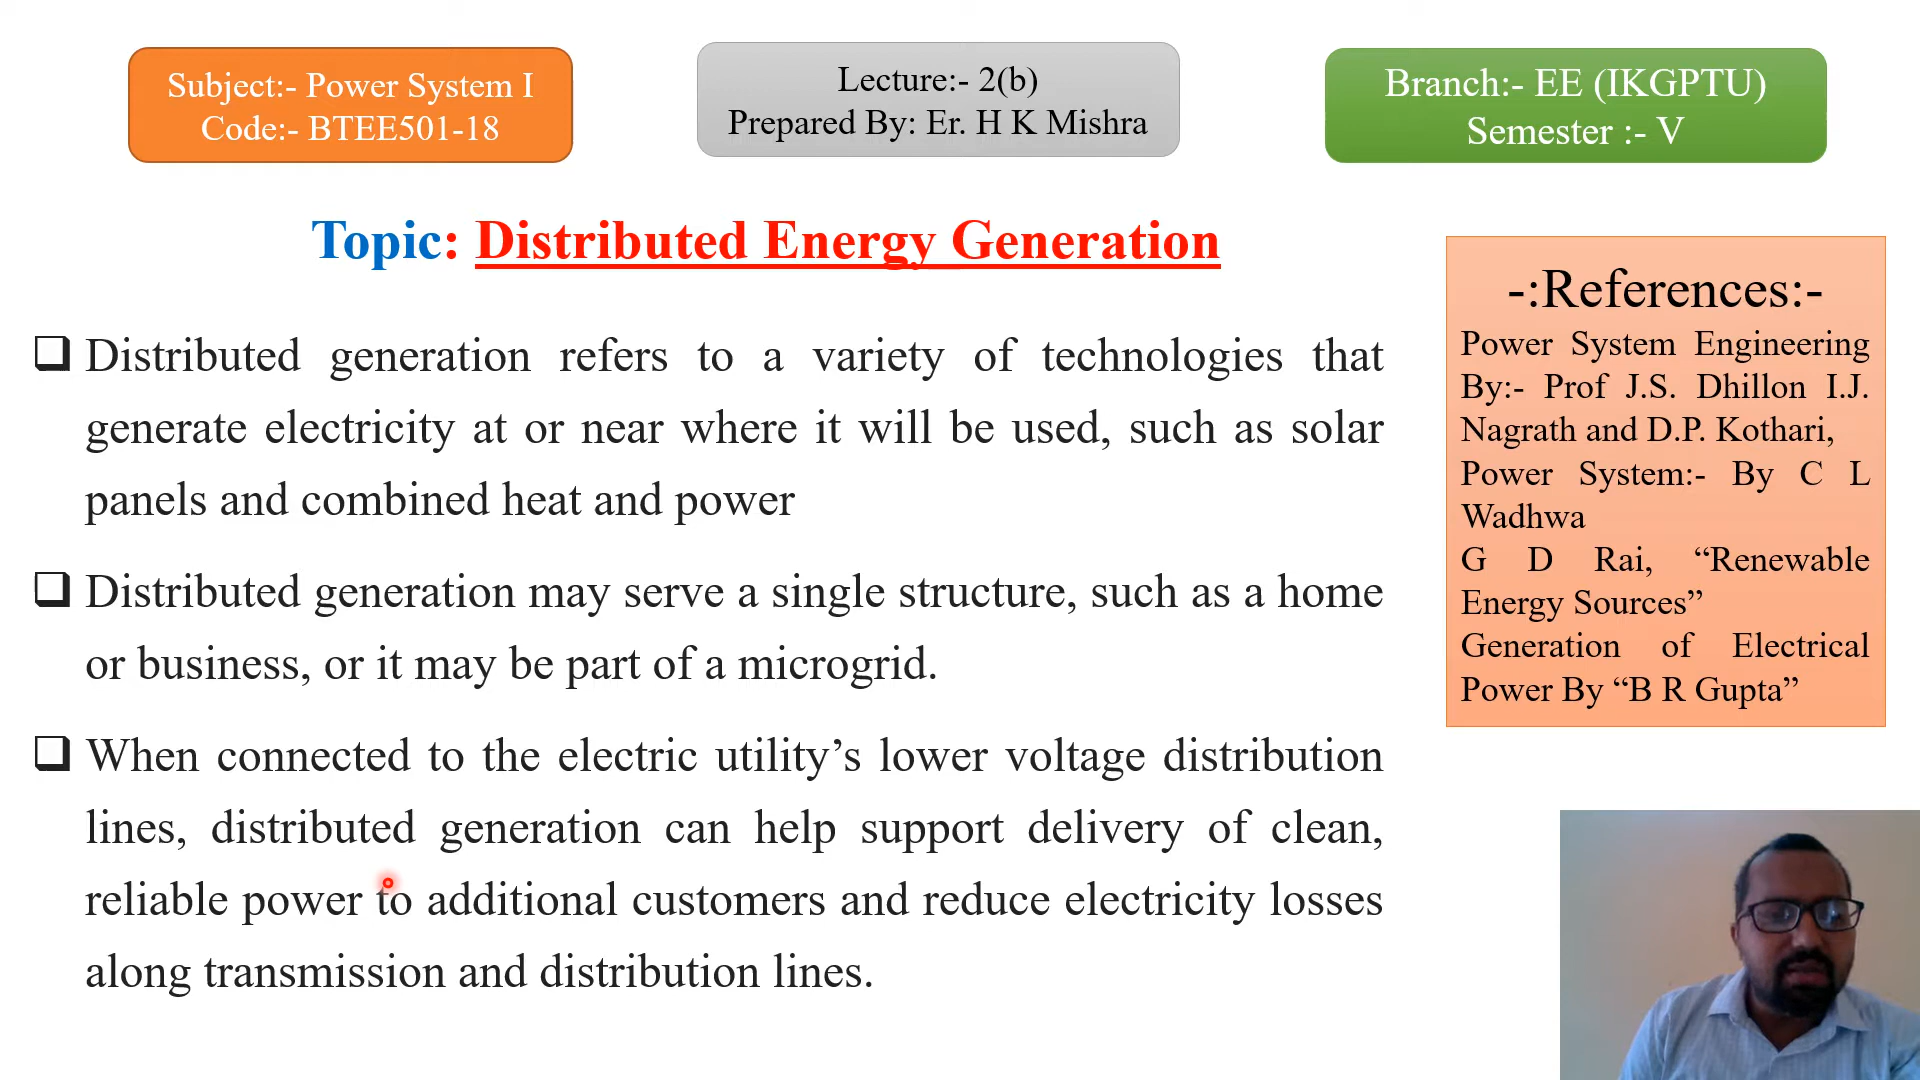 Subject:- Power System I
Code:- BTEE501-18
Lecture:- 2(b)
Prepared By: Er. H K Mishra
Branch:- EE (IKGPTU)
Semester :- V
Topic: Distributed Energy Generation
Distributed generation refers to a variety of technologies that
generate electricity at or near where it will be used, such as solar
panels and combined heat and power
Distributed generation may serve a single structure, such as a home
or business, or it may be part of a microgrid.
When connected to the electric utility’s lower voltage distribution
lines, distributed generation can help support delivery of clean,
reliable power to additional customers and reduce electricity losses
along transmission and distribution lines.
-:References:-
Power System Engineering
By:- Prof J.S. Dhillon I.J.
Nagrath and D.P. Kothari,
Power System:- By C L
Wadhwa
G D Rai, “Renewable
Energy Sources”
Generation of Electrical
Power By “B R Gupta”